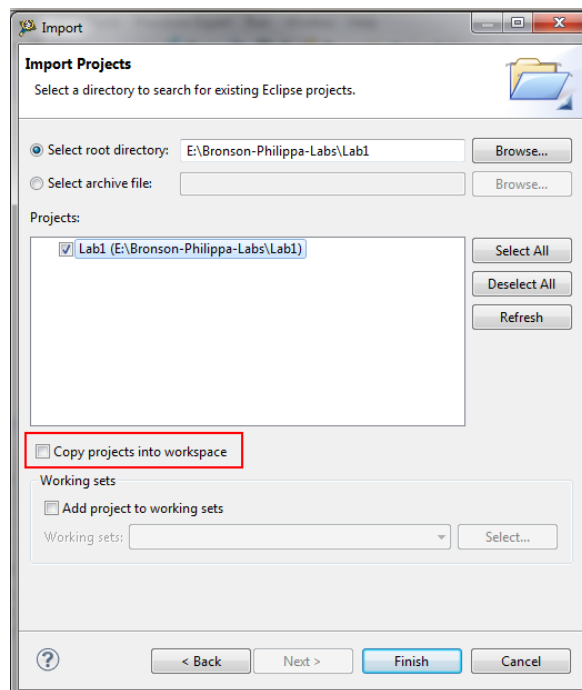 Import
Import Projects
Select a directory to search for existing Eclipse projects.
Select root directory: E:\Bronson-Philippa-Labs\Lab1 Browse...
Select archive file: Browse...
Projects:
Lab1 (E:\Bronson-Philippa-Labs\Lab1)
Select All
Deselect All
Refresh
Copy projects into workspace
Working sets
Add project to working sets
Working sets: Select...
? < Back Next > Finish Cancel